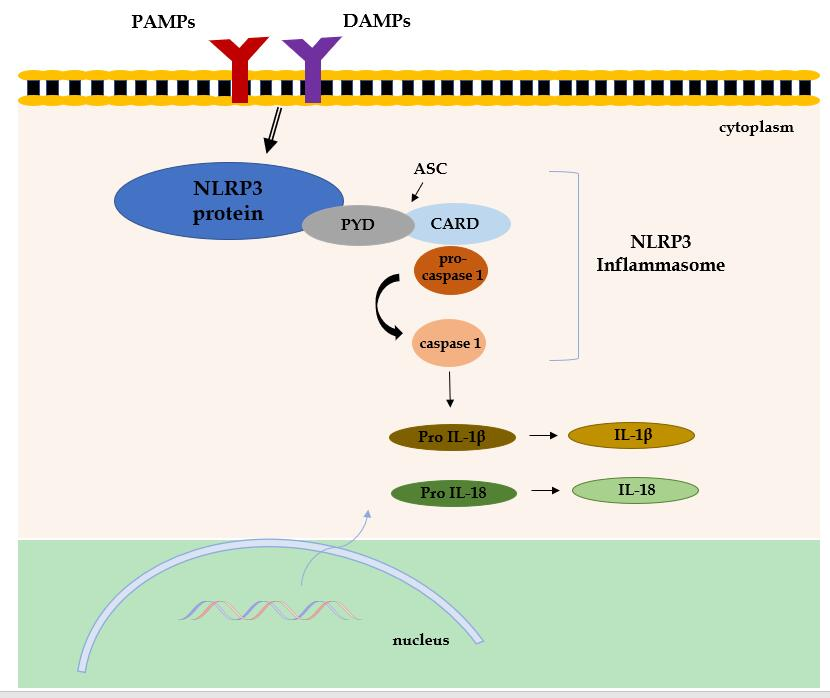 PAMPs
DAMPs
cytoplasm
NLRP3
protein
ASC
PYD
CARD
pro-
caspase 1
NLRP3
Inflammasome
caspase 1
Pro IL-1β
IL-1β
Pro IL-18
IL-18
nucleus